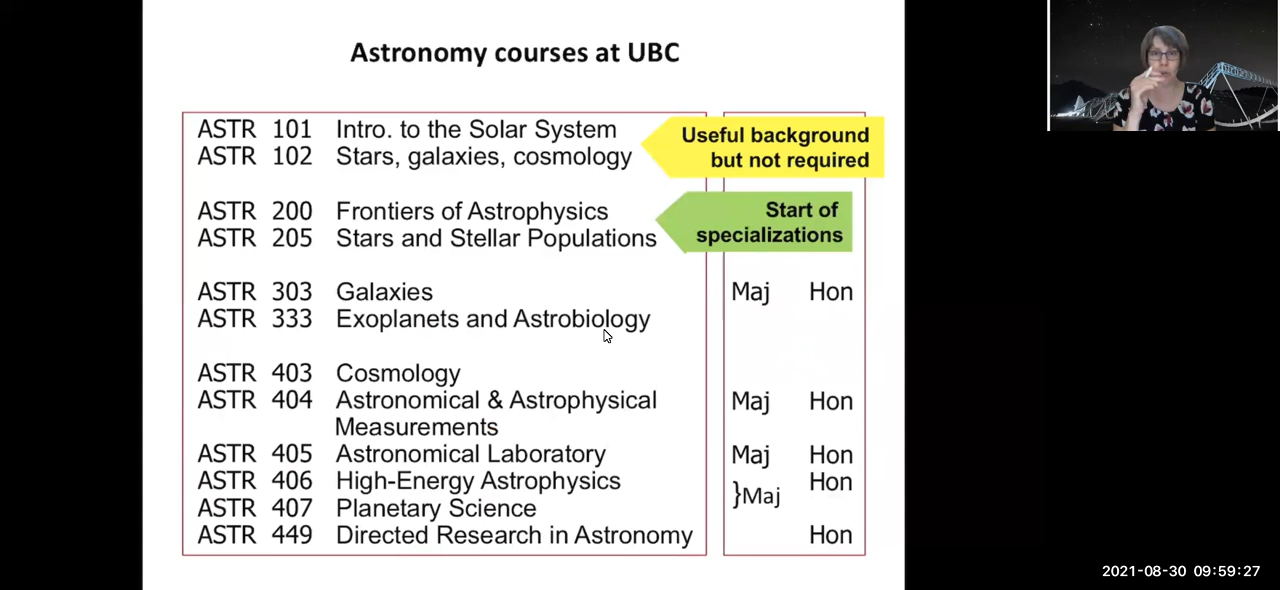 Astronomy courses at UBC
ASTR 101 Intro. to the Solar System
ASTR 102 Stars, galaxies, cosmology
Useful background
but not required
ASTR 200 Frontiers of Astrophysics
ASTR 205 Stars and Stellar Populations
Start of
specializations
ASTR 303 Galaxies Maj Hon
ASTR 333 Exoplanets and Astrobiology
ASTR 403 Cosmology
ASTR 404 Astronomical & Astrophysical Maj Hon
Measurements
ASTR 405 Astronomical Laboratory Maj Hon
ASTR 406 High-Energy Astrophysics Hon
}Maj
ASTR 407 Planetary Science
ASTR 449 Directed Research in Astronomy Hon
2021-08-30 09:59:27